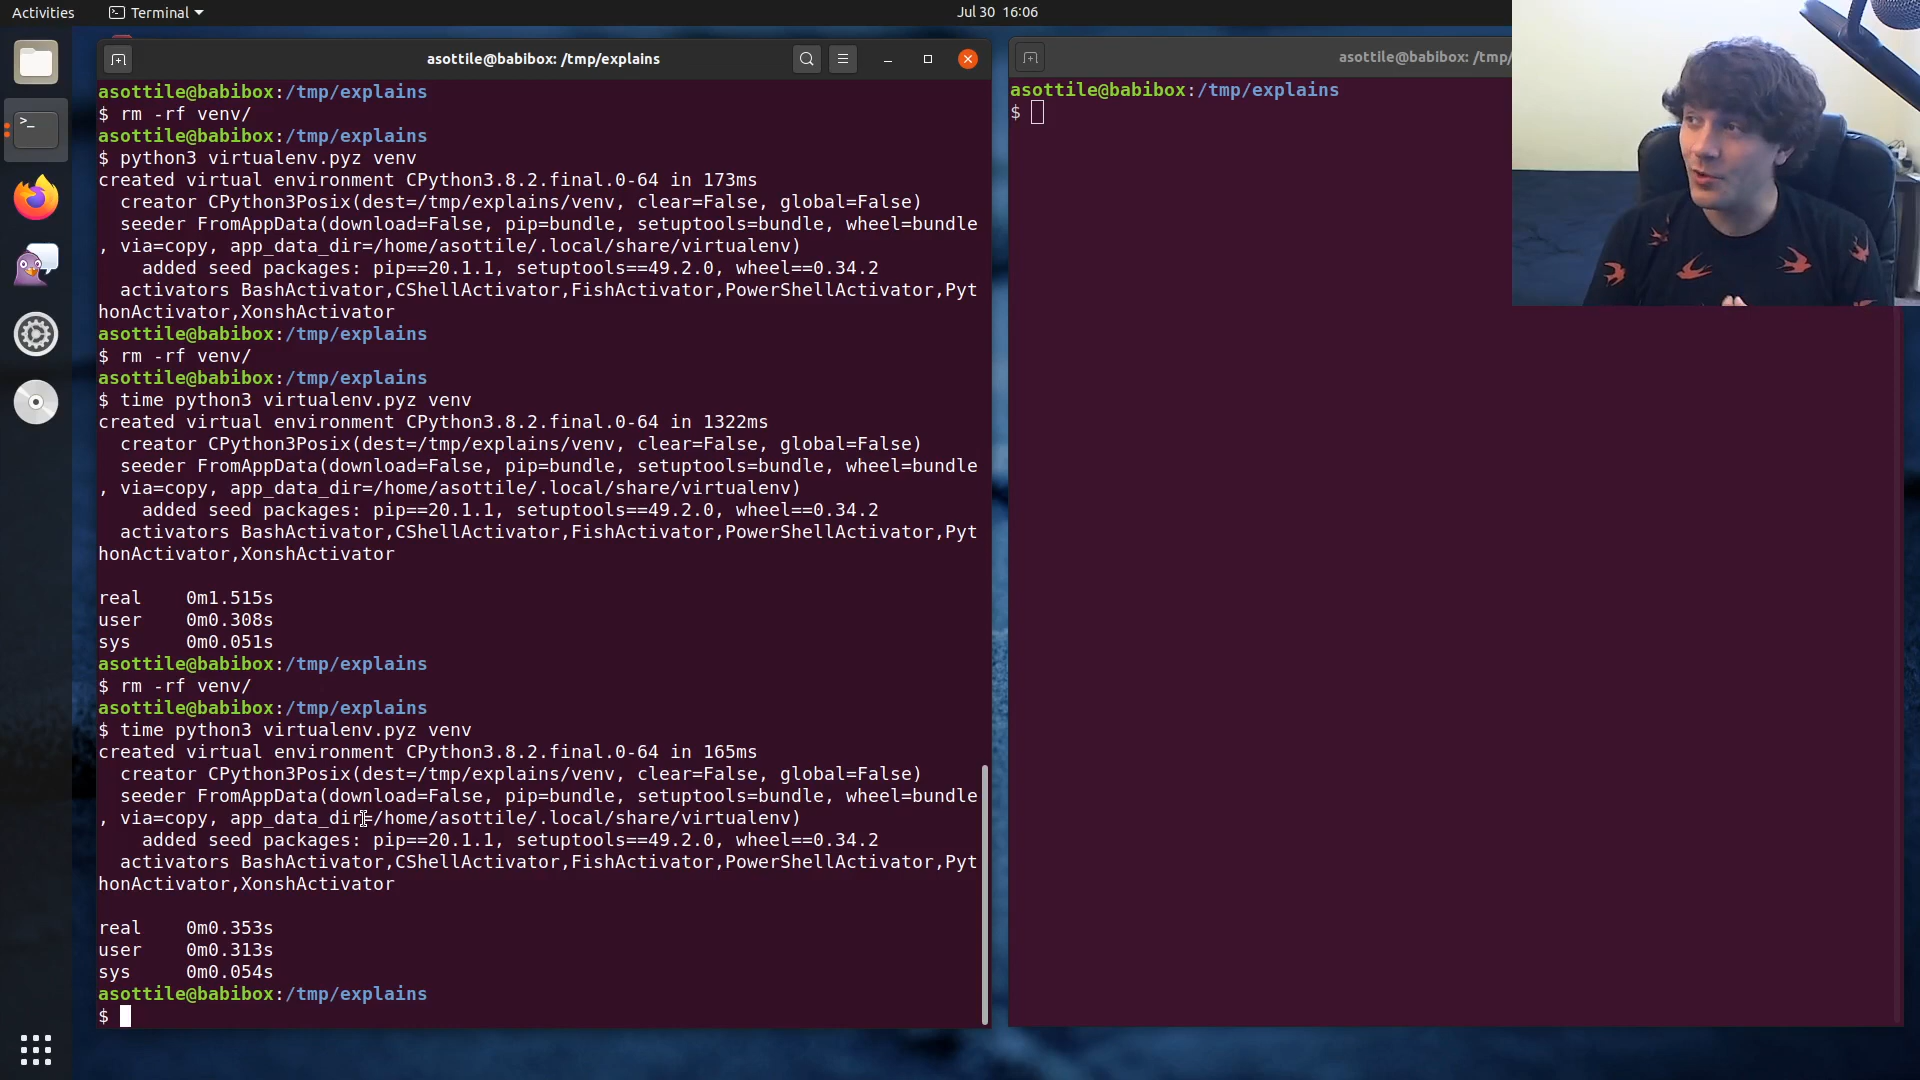 Activities
Terminal
Jul 30 16:06
asottile@babibox: /tmp/explains
asottile@babibox:/tmp/explains
$ rm -rf venv/
asottile@babibox:/tmp/explains
$ python3 virtualenv.pyz venv
created virtual environment CPython3.8.2.final.0-64 in 173ms
creator CPython3Posix(dest=/tmp/explains/venv, clear=False, global=False)
seeder FromAppData(download=False, pip=bundle, setuptools=bundle, wheel=bundle
, via=copy, app_data_dir=/home/asottile/.local/share/virtualenv)
added seed packages: pip==20.1.1, setuptools==49.2.0, wheel==0.34.2
activators BashActivator,CShellActivator,FishActivator,PowerShellActivator,Pyt
honActivator,XonshActivator
asottile@babibox:/tmp/explains
$ rm -rf venv/
asottile@babibox:/tmp/explains
$ time python3 virtualenv.pyz venv
created virtual environment CPython3.8.2.final.0-64 in 1322ms
creator CPython3Posix(dest=/tmp/explains/venv, clear=False, global=False)
seeder FromAppData(download=False, pip=bundle, setuptools=bundle, wheel=bundle
, via=copy, app_data_dir=/home/asottile/.local/share/virtualenv)
added seed packages: pip==20.1.1, setuptools==49.2.0, wheel==0.34.2
activators BashActivator,CShellActivator,FishActivator,PowerShellActivator,Pyt
honActivator,XonshActivator
real 0m1.515s
user 0m0.308s
sys 0m0.051s
asottile@babibox:/tmp/explains
$ rm -rf venv/
asottile@babibox:/tmp/explains
$ time python3 virtualenv.pyz venv
created virtual environment CPython3.8.2.final.0-64 in 165ms
creator CPython3Posix(dest=/tmp/explains/venv, clear=False, global=False)
seeder FromAppData(download=False, pip=bundle, setuptools=bundle, wheel=bundle
, via=copy, app_data_dir=/home/asottile/.local/share/virtualenv)
added seed packages: pip==20.1.1, setuptools==49.2.0, wheel==0.34.2
activators BashActivator,CShellActivator,FishActivator,PowerShellActivator,Pyt
honActivator,XonshActivator
real 0m0.353s
user 0m0.313s
sys 0m0.054s
asottile@babibox:/tmp/explains
$
asottile@babibox: /tmp/
asottile@babibox:/tmp/explains
$